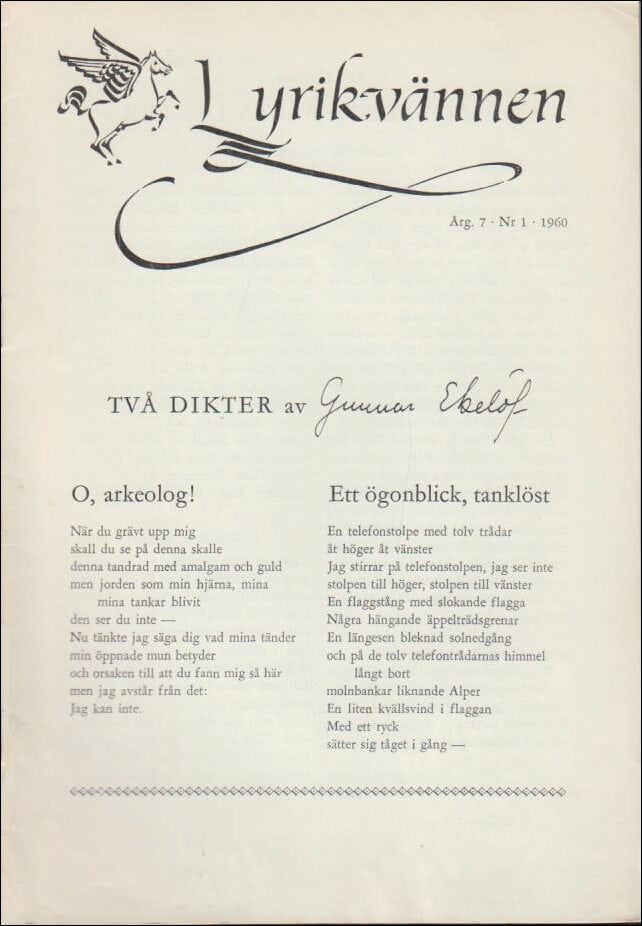 Lyrikvännen
Årg. 7 · Nr 1 · 1960
TVÅ DIKTER av Gunnar Ekelöf
O, arkeolog!
När du grävt upp mig
skall du se på denna skalle
denna tandrad med amalgam och guld
men jorden som min hjärna, mina
mina tankar blivit
den ser du inte —
Nu tänkte jag säga dig vad mina tänder
min öppnade mun betyder
och orsaken till att du fann mig så här
men jag avstår från det:
Jag kan inte.
Ett ögonblick, tanklöst
En telefonstolpe med tolv trådar
åt höger åt vänster
Jag stirrar på telefonstolpen, jag ser inte
stolpen till höger, stolpen till vänster
En flaggstång med slokande flagga
Några hängande äppelträdsgrenar
En längesen bleknad solnedgång
och på de tolv telefontrådarnas himmel
långt bort
molnbankar liknande Alper
En liten kvällsvind i flaggan
Med ett ryck
sätter sig tåget i gång —